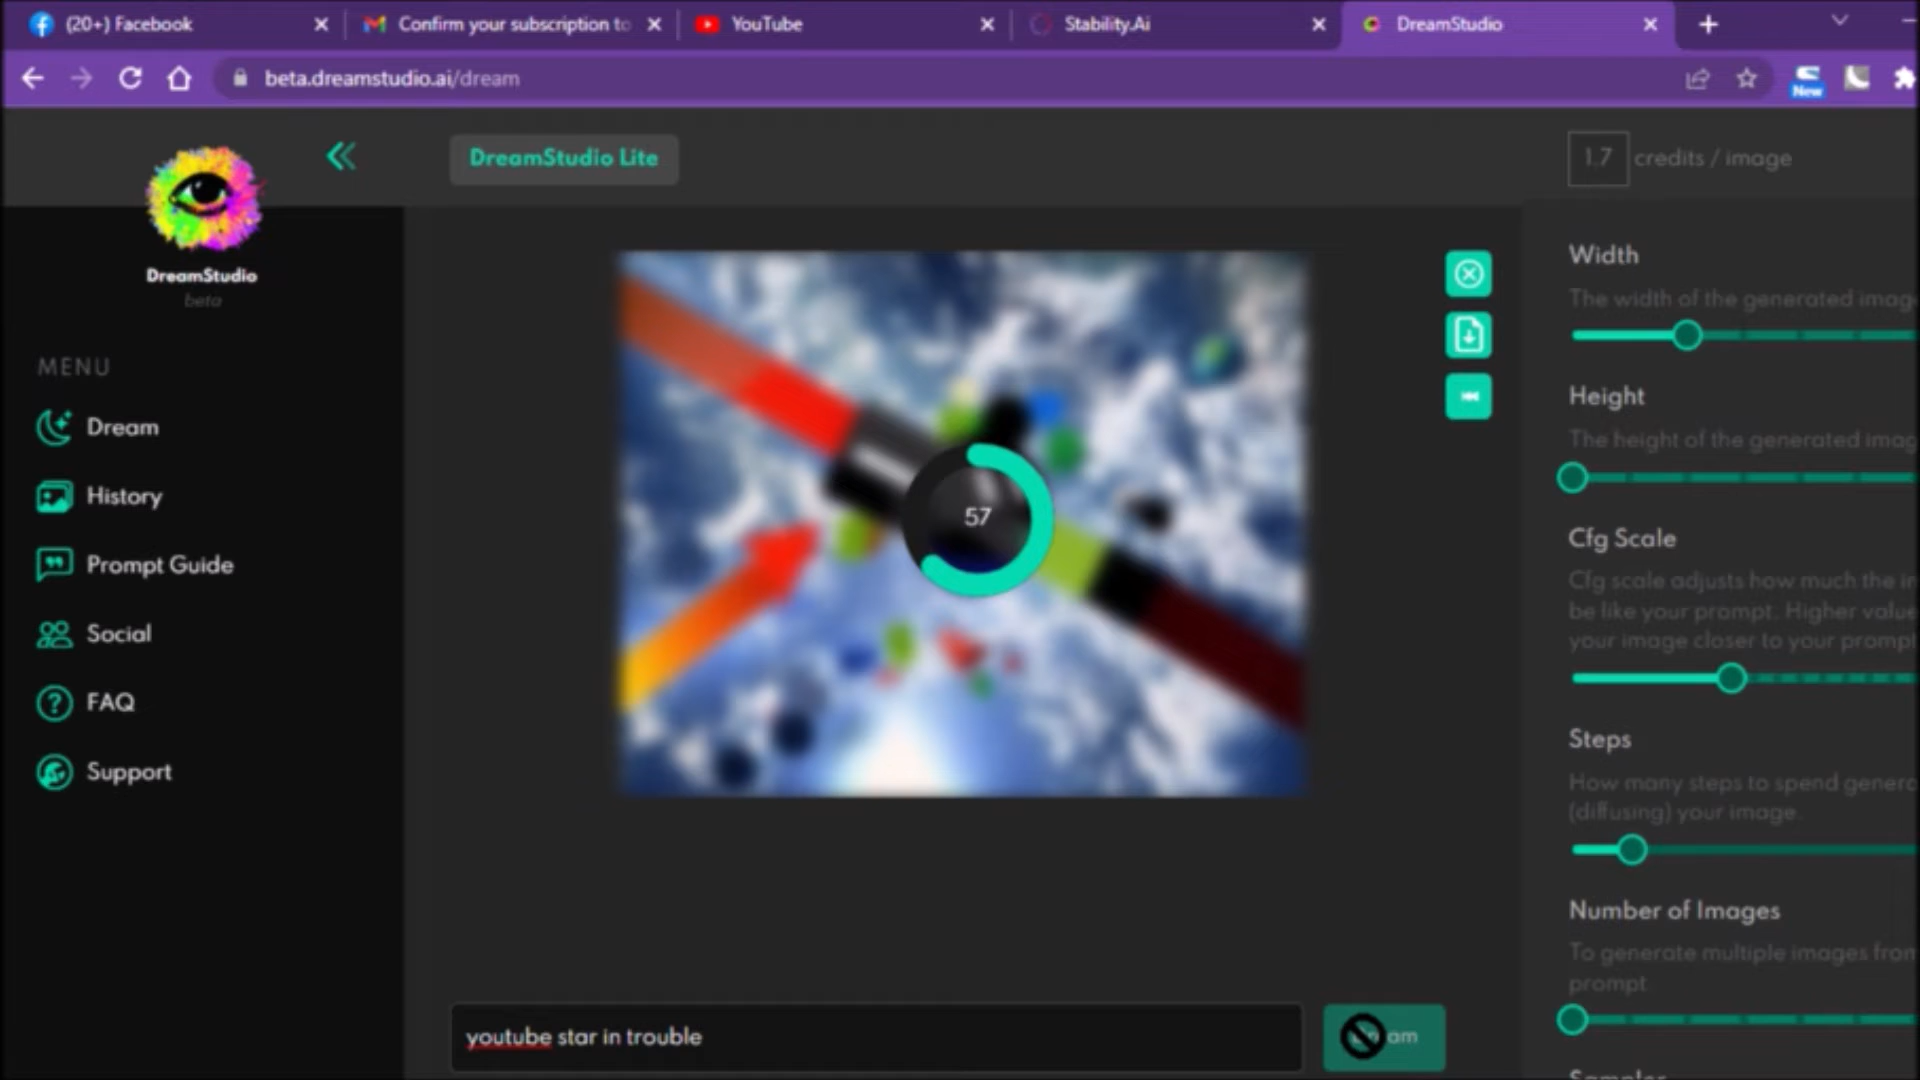 (20+) Facebook
Confirm your subscription to
YouTube
Stability.Ai
DreamStudio
beta.dreamstudio.ai/dream
New
DreamStudio
beta
DreamStudio Lite
1.7 credits / image
MENU
Dream
History
Prompt Guide
Social
FAQ
Support
57
Width
The width of the generated imag
Height
The height of the generated imag
Cfg Scale
Cfg scale adjusts how much the i
be like your prompt. Higher value
your image closer to your prompt
Steps
How many steps to spend genera
(diffusing) your image.
Number of Images
To generate multiple images from
prompt
Sampler
youtube star in trouble
am